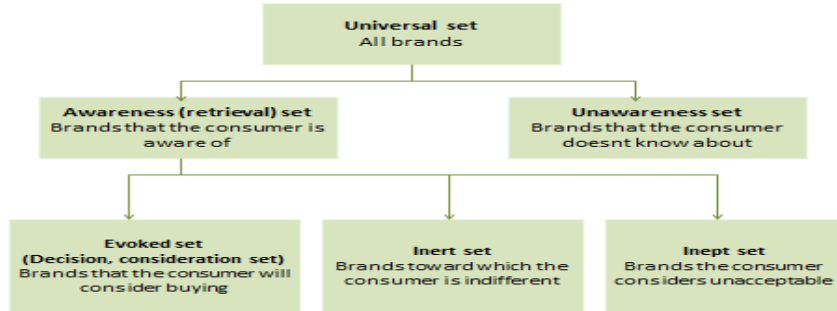 Universal set
All brands
Awareness (retrieval) set
Brands that the consumer is
aware of
Unawareness set
Brands that the consumer
doesnt know about
Evoked set
(Decision, consideration set)
Brands that the consumer will
consider buying
Inert set
Brands toward which the
consumer is indifferent
Inept set
Brands the consumer
considers unacceptable